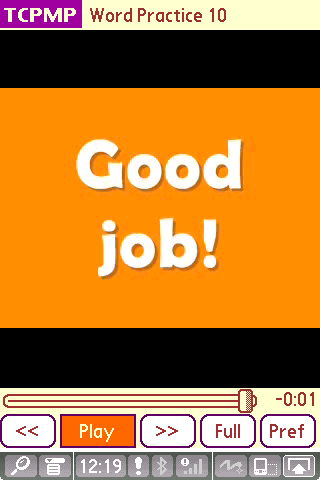 TCPMP Word Practice 10
Good
job!
-0:01
<< Play >> Full Pref
12:19